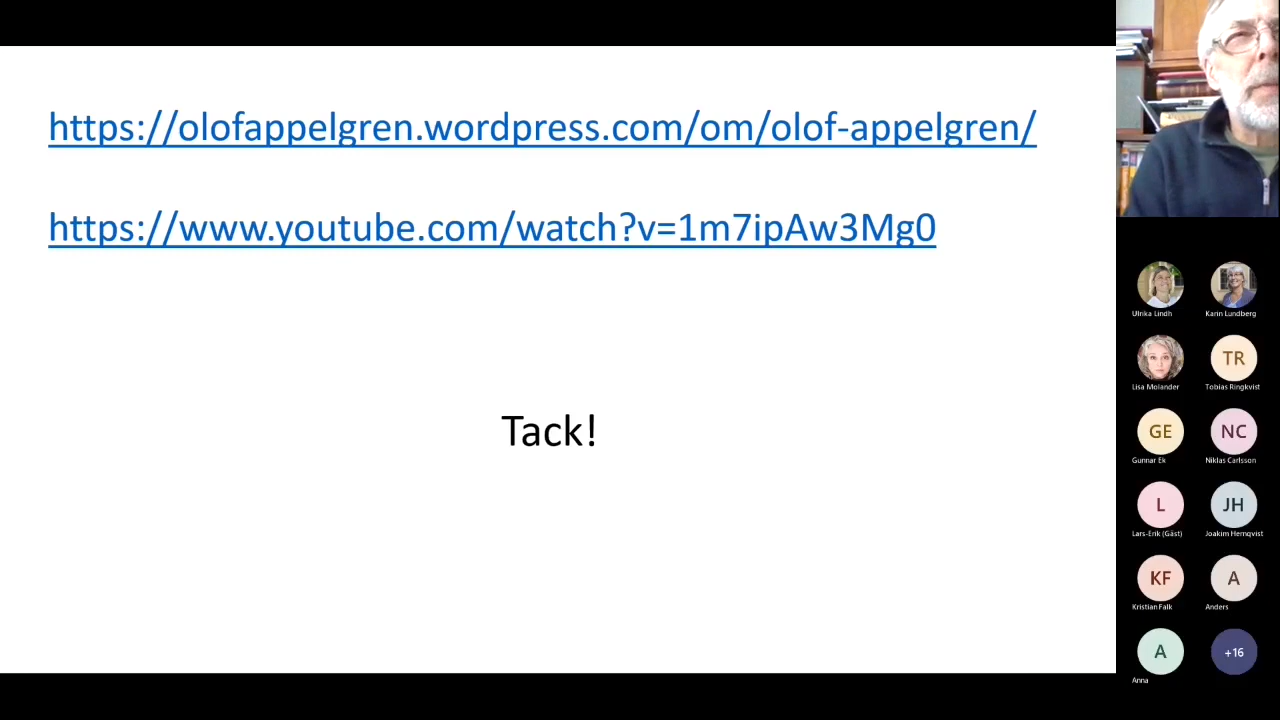 https://olofappelgren.wordpress.com/om/olof-appelgren/
https://www.youtube.com/watch?v=1m7ipAw3Mg0
Tack!
Ulrika Lindh
Karin Lundberg
Lisa Molander
TR
Tobias Ringkvist
GE
Gunnar Ek
NC
Niklas Carlsson
L
Lars-Erik (Gäst)
JH
Joakim Hernqvist
KF
Kristian Falk
A
Anders
A
Anna
+16